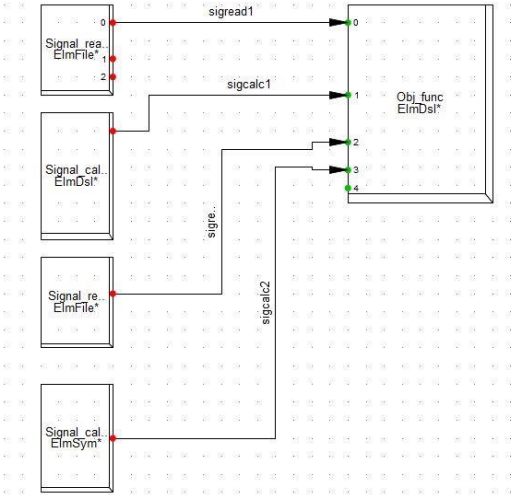 sigread1
0
0
Signal_rea..
ElmFile*
1
2
sigcalc1
1
Obj_func
ElmDsl*
Signal_cal..
ElmDsl*
2
3
4
sigre..
Signal_re..
ElmFile*
sigcalc2
Signal_cal..
ElmSym*